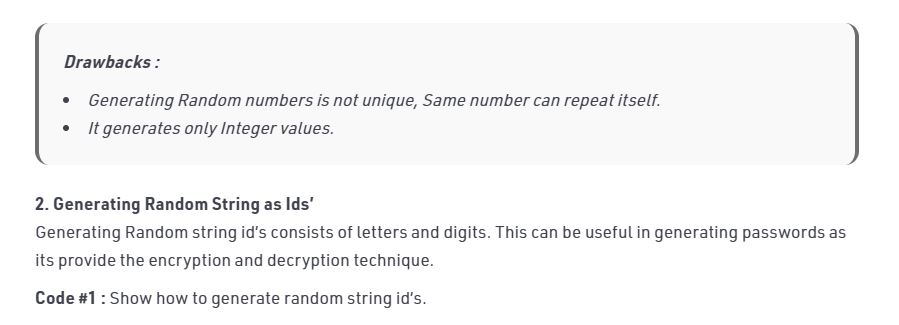 Drawbacks :
• Generating Random numbers is not unique, Same number can repeat itself.
• It generates only Integer values.
2. Generating Random String as Ids’
Generating Random string id’s consists of letters and digits. This can be useful in generating passwords as
its provide the encryption and decryption technique.
Code #1 : Show how to generate random string id’s.